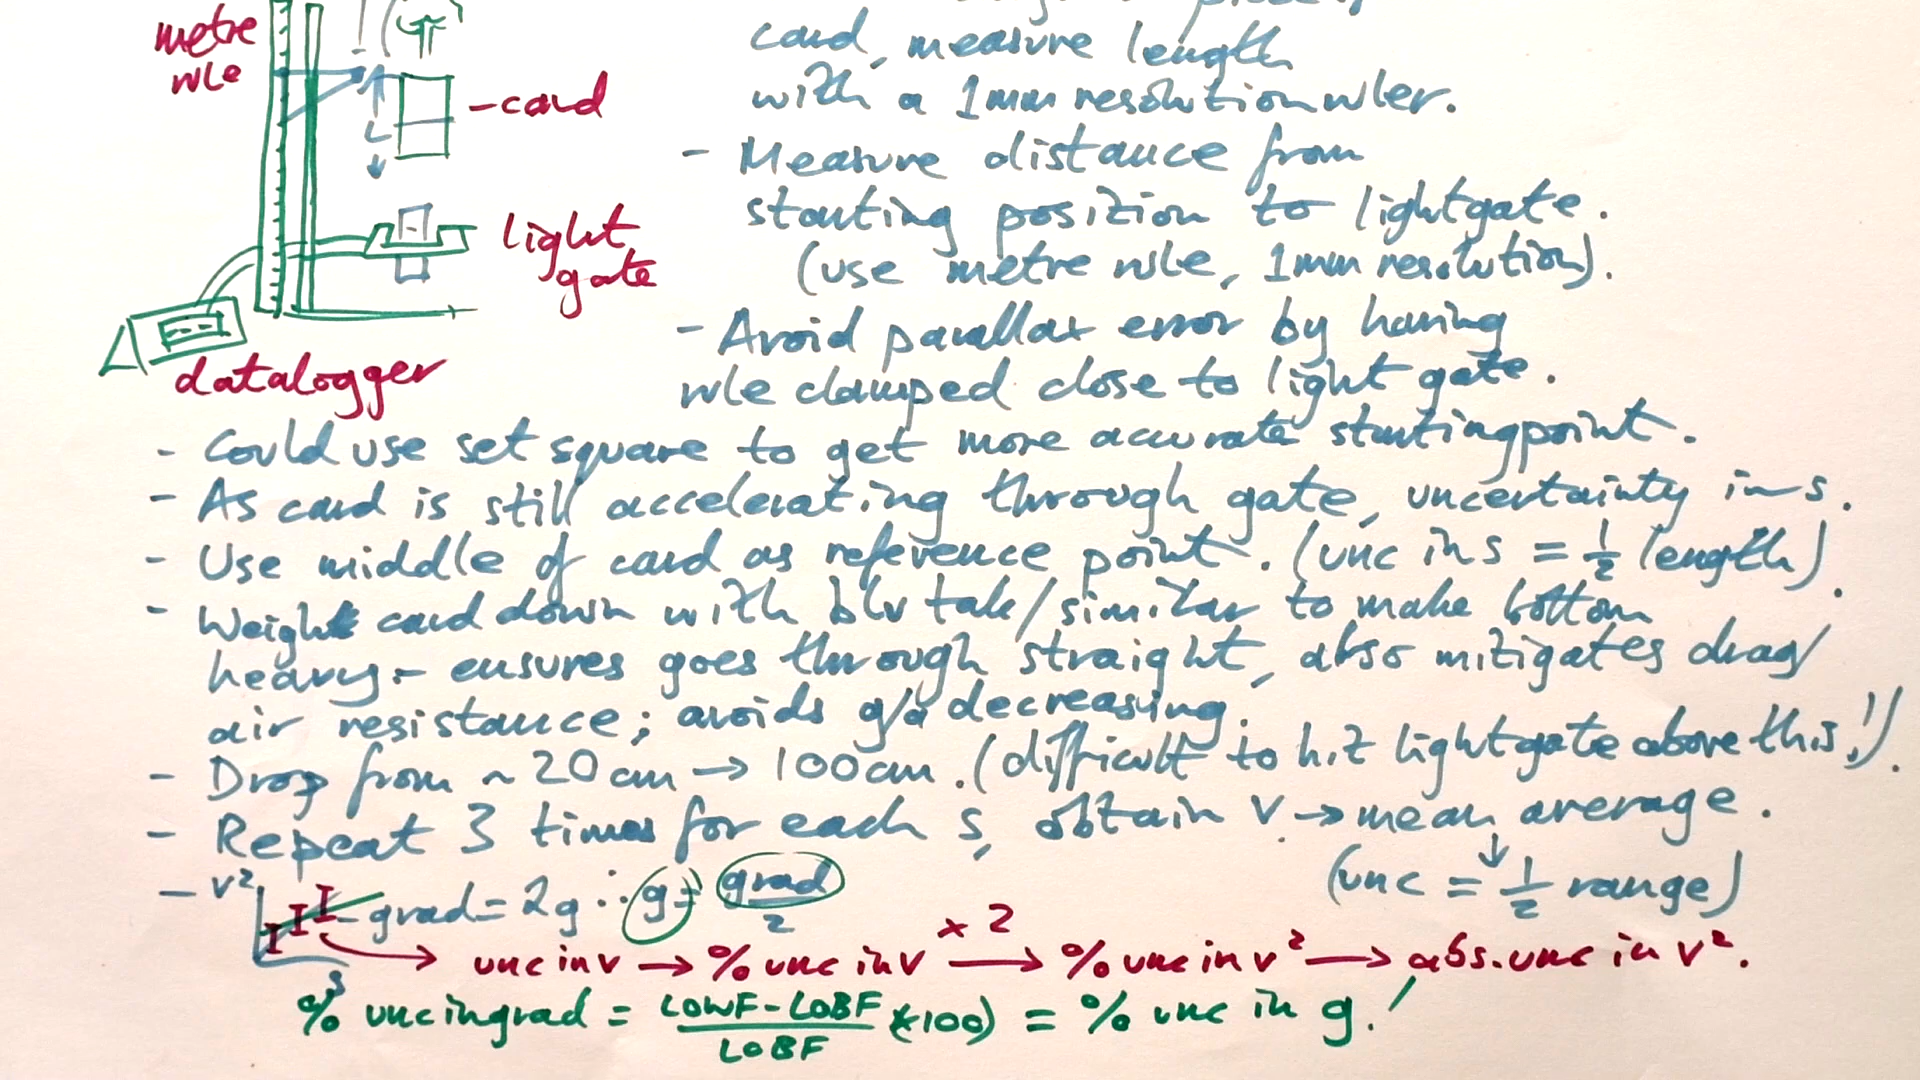 metre
rule
- card
L
light
gate
datalogger
card, measure length
with a 1mm resolution ruler.
- Measure distance from
starting position to lightgate.
(use metre rule, 1mm resolution).
- Avoid parallax error by having
rule clamped close to light gate.
- Could use set square to get more accurate starting point.
- As card is still accelerating through gate, uncertainty in s.
- Use middle of card as reference point. (unc in s = 1/2 length).
- Weight card down with blu tak/similar to make bottom
heavy - ensures goes through straight, also mitigates drag/
air resistance; avoids g/a decreasing.
- Drop from ~ 20cm → 100cm. (difficult to hit lightgate above this!).
- Repeat 3 times for each s, obtain v → mean average.
(unc = 1/2 range)
- v² grad = 2g ∴ g = grad/2
s
unc in v → % unc in v ×2 → % unc in v² → abs. unc in v².
% unc in grad = LOWF - LOBF / LOBF (×100) = % unc in g!